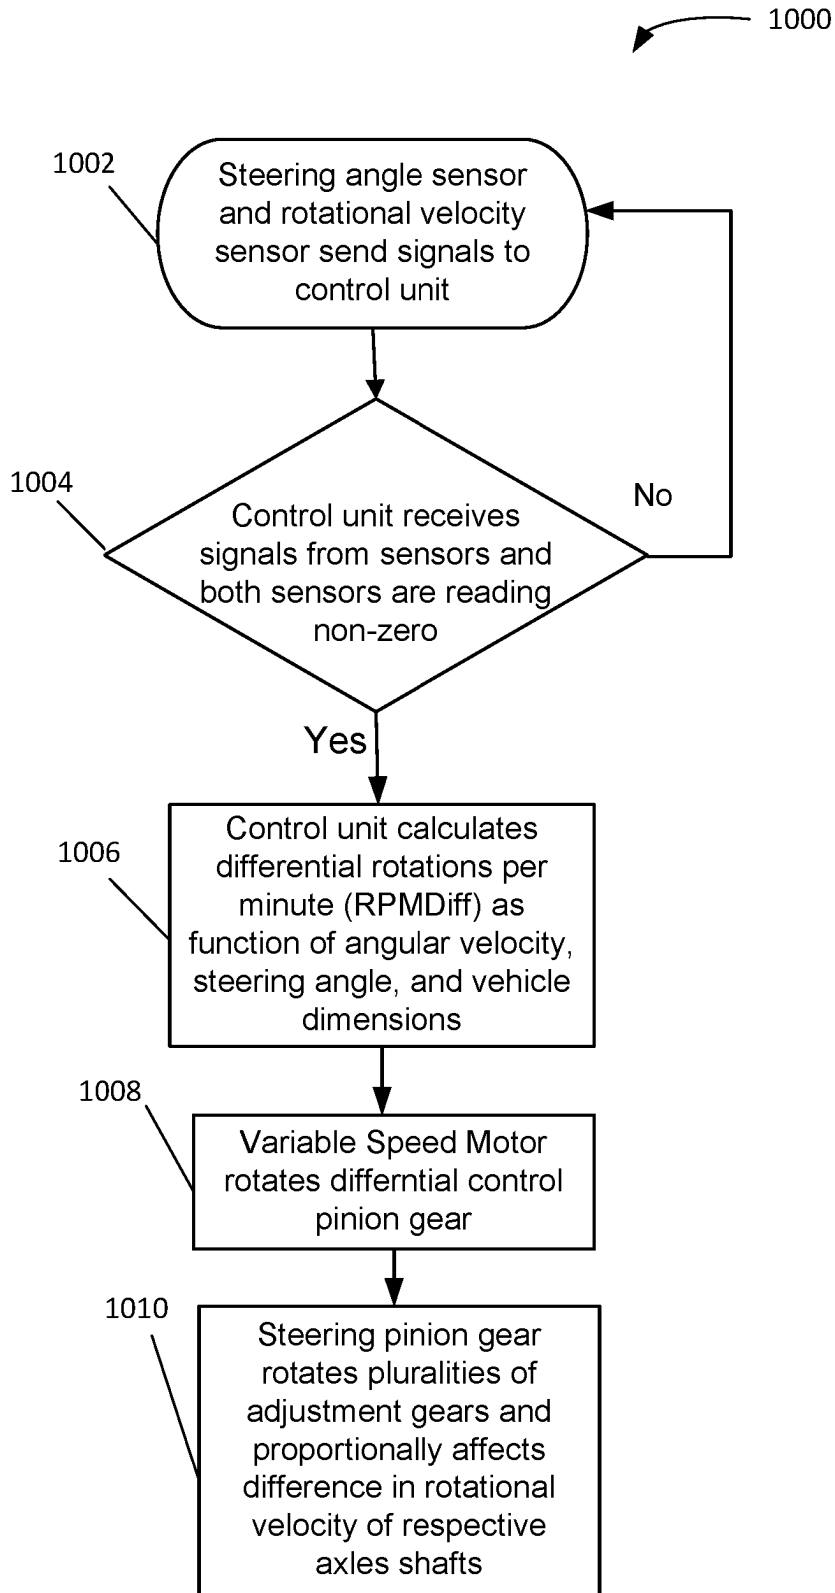 1000
1002
Steering angle sensor
and rotational velocity
sensor send signals to
control unit
1004
No
Control unit receives
signals from sensors and
both sensors are reading
non-zero
Yes
1006
Control unit calculates
differential rotations per
minute (RPMDiff) as
function of angular velocity,
steering angle, and vehicle
dimensions
1008
Variable Speed Motor
rotates differntial control
pinion gear
1010
Steering pinion gear
rotates pluralities of
adjustment gears and
proportionally affects
difference in rotational
velocity of respective
axles shafts